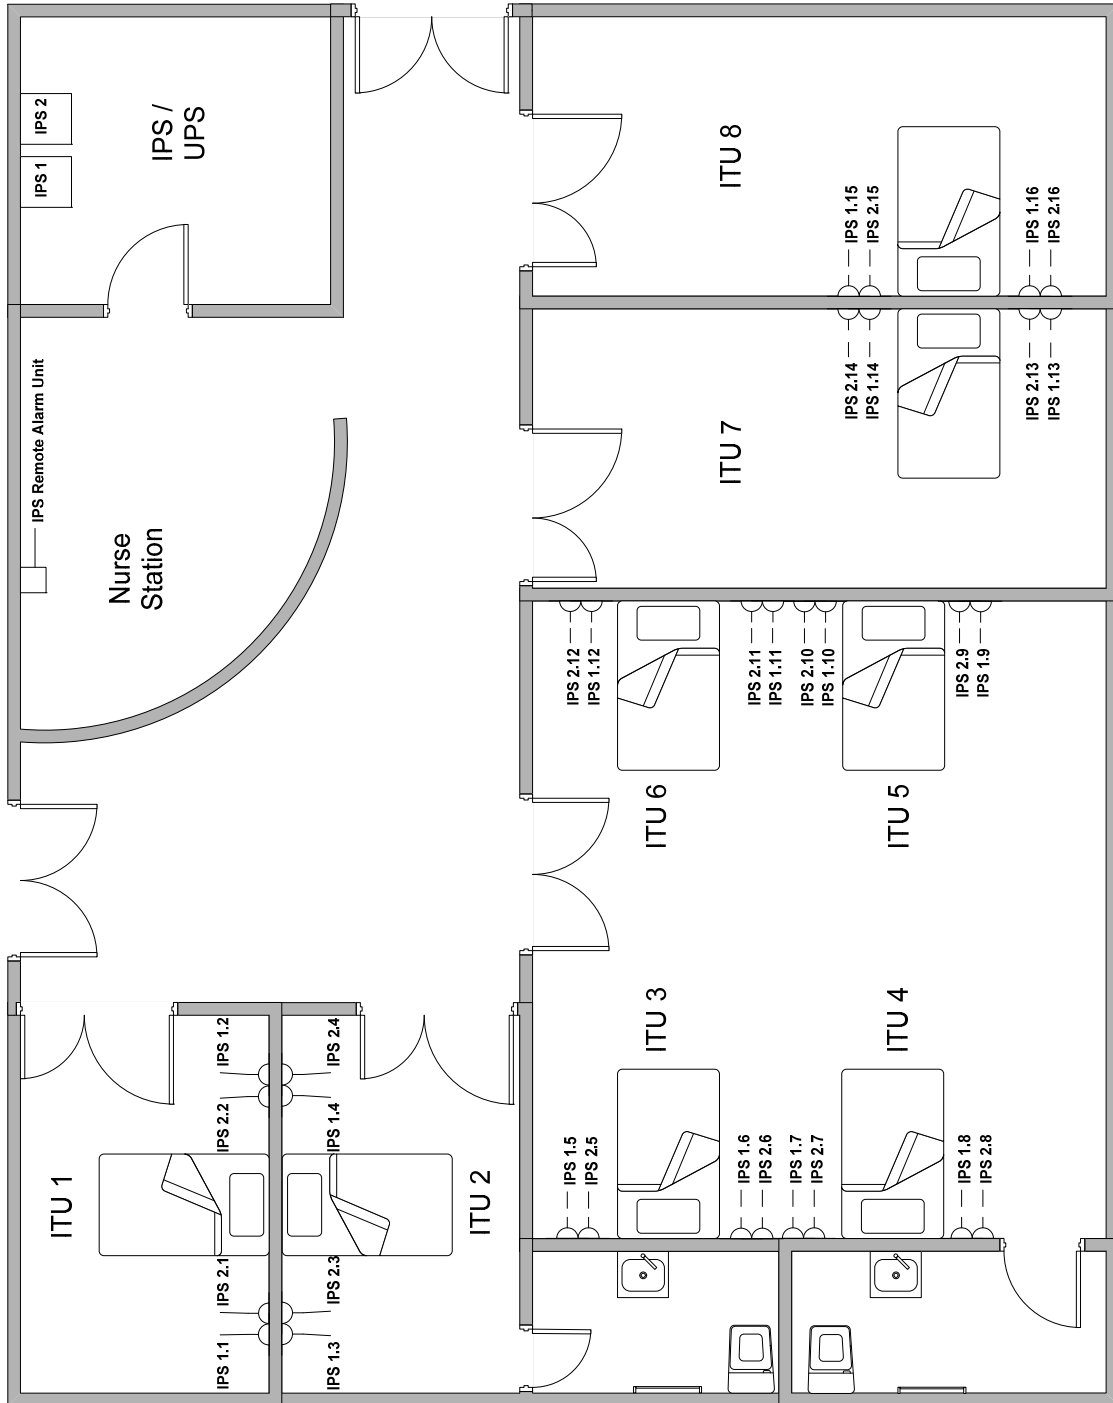 IPS 2
IPS 1
IPS /
UPS
IPS Remote Alarm Unit
Nurse
Station
ITU 8
IPS 1.15
IPS 2.15
IPS 1.16
IPS 2.16
ITU 7
IPS 2.14
IPS 1.14
IPS 2.13
IPS 1.13
IPS 2.12
IPS 1.12
IPS 2.11
IPS 1.11
IPS 2.10
IPS 1.10
IPS 2.9
IPS 1.9
ITU 6
ITU 5
ITU 3
ITU 4
IPS 1.5
IPS 2.5
IPS 1.6
IPS 2.6
IPS 1.7
IPS 2.7
IPS 1.8
IPS 2.8
ITU 1
IPS 1.2
IPS 2.2
IPS 2.1
IPS 1.1
ITU 2
IPS 2.4
IPS 1.4
IPS 2.3
IPS 1.3